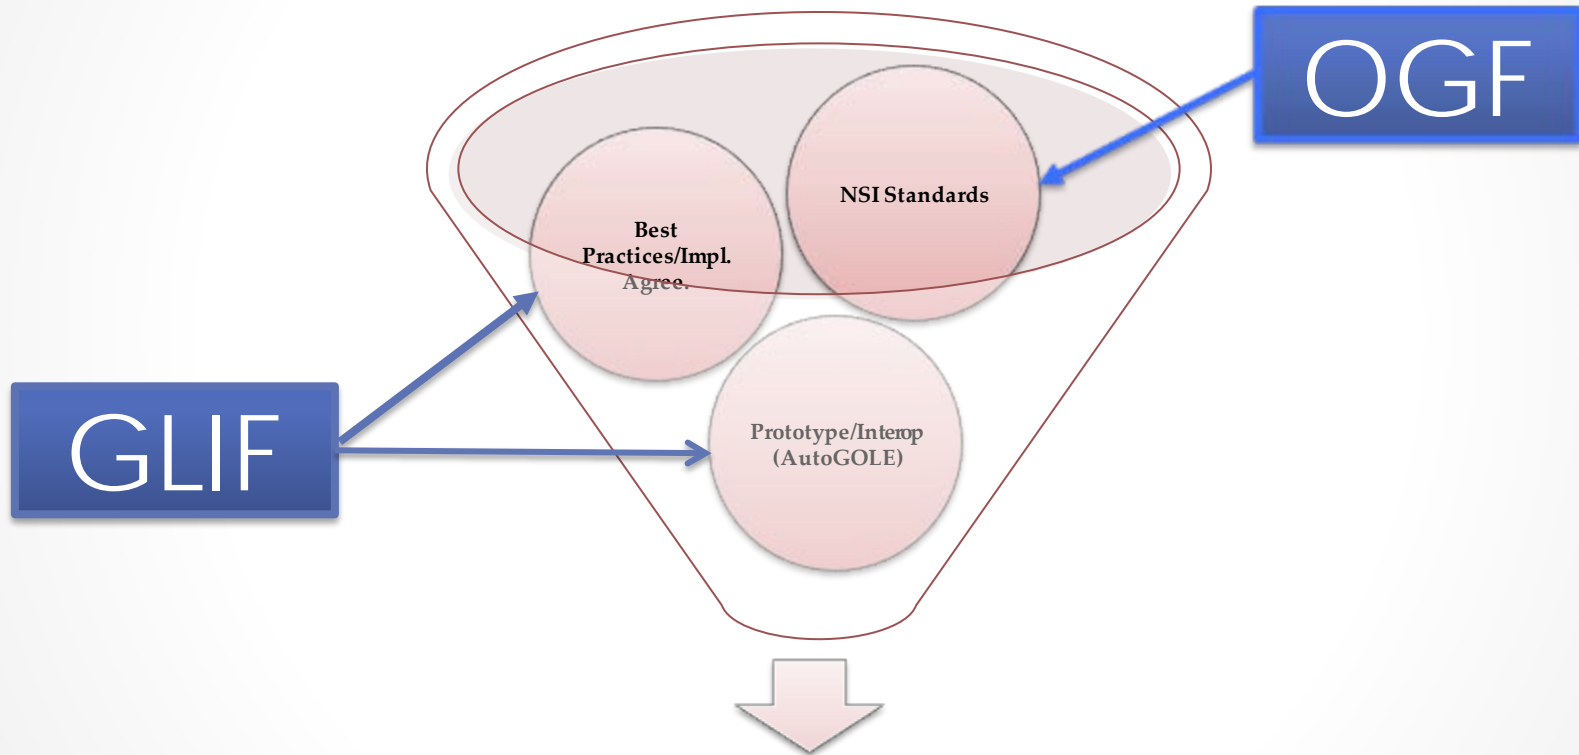 OGF
NSI Standards
Best
Practices/Impl.
Agree.
GLIF
Prototype/Interop
(AutoGOLE)